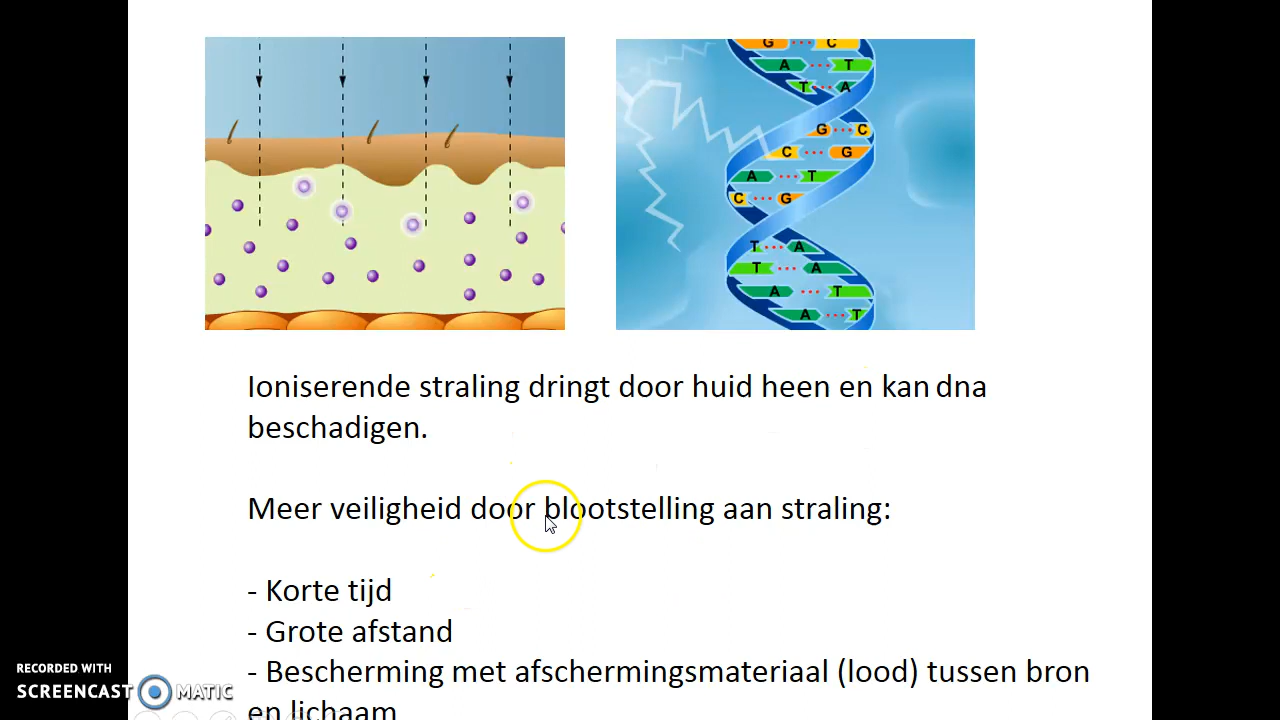 G C
A T
T A
G C
C G
A T
C G
T A
T A
A T
A T
Ioniserende straling dringt door huid heen en kan dna
beschadigen.
Meer veiligheid door blootstelling aan straling:
- Korte tijd
- Grote afstand
- Bescherming met afschermingsmateriaal (lood) tussen bron
en lichaam
RECORDED WITH
SCREENCAST MATIC